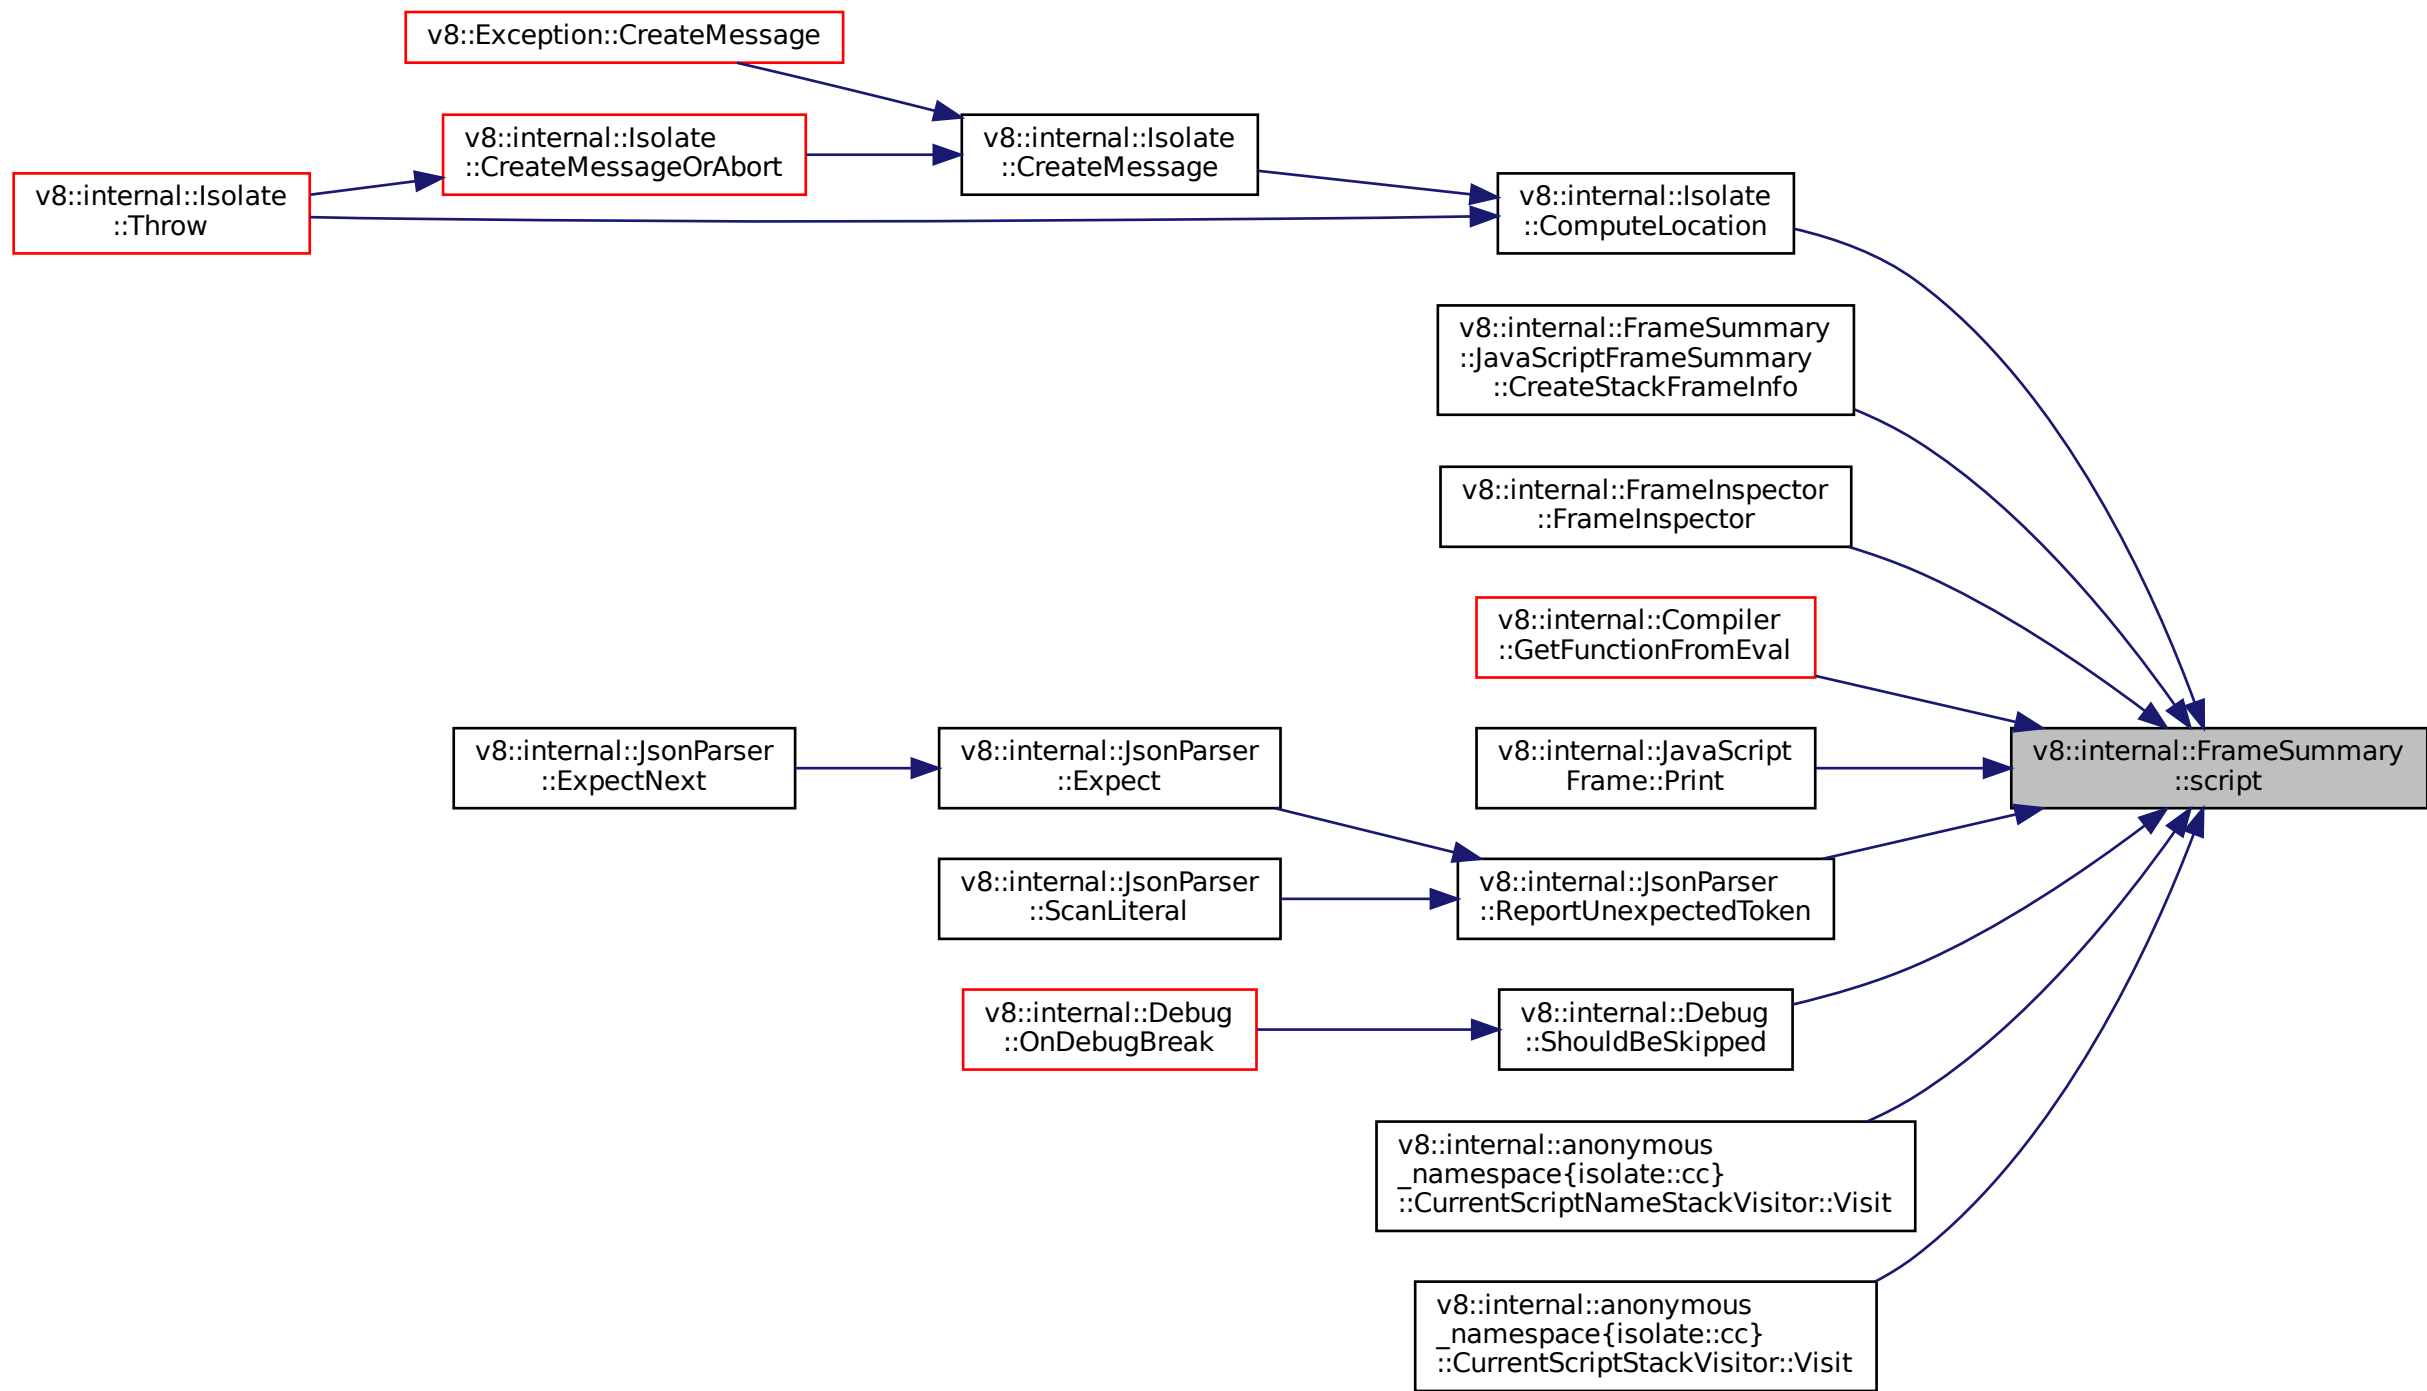 v8::Exception::CreateMessage
v8::internal::Isolate
::CreateMessageOrAbort
v8::internal::Isolate
::CreateMessage
v8::internal::Isolate
::Throw
v8::internal::Isolate
::ComputeLocation
v8::internal::FrameSummary
::JavaScriptFrameSummary
::CreateStackFrameInfo
v8::internal::FrameInspector
::FrameInspector
v8::internal::Compiler
::GetFunctionFromEval
v8::internal::JsonParser
::ExpectNext
v8::internal::JsonParser
::Expect
v8::internal::JavaScript
Frame::Print
v8::internal::FrameSummary
::script
v8::internal::JsonParser
::ScanLiteral
v8::internal::JsonParser
::ReportUnexpectedToken
v8::internal::Debug
::OnDebugBreak
v8::internal::Debug
::ShouldBeSkipped
v8::internal::anonymous
_namespace{isolate::cc}
::CurrentScriptNameStackVisitor::Visit
v8::internal::anonymous
_namespace{isolate::cc}
::CurrentScriptStackVisitor::Visit